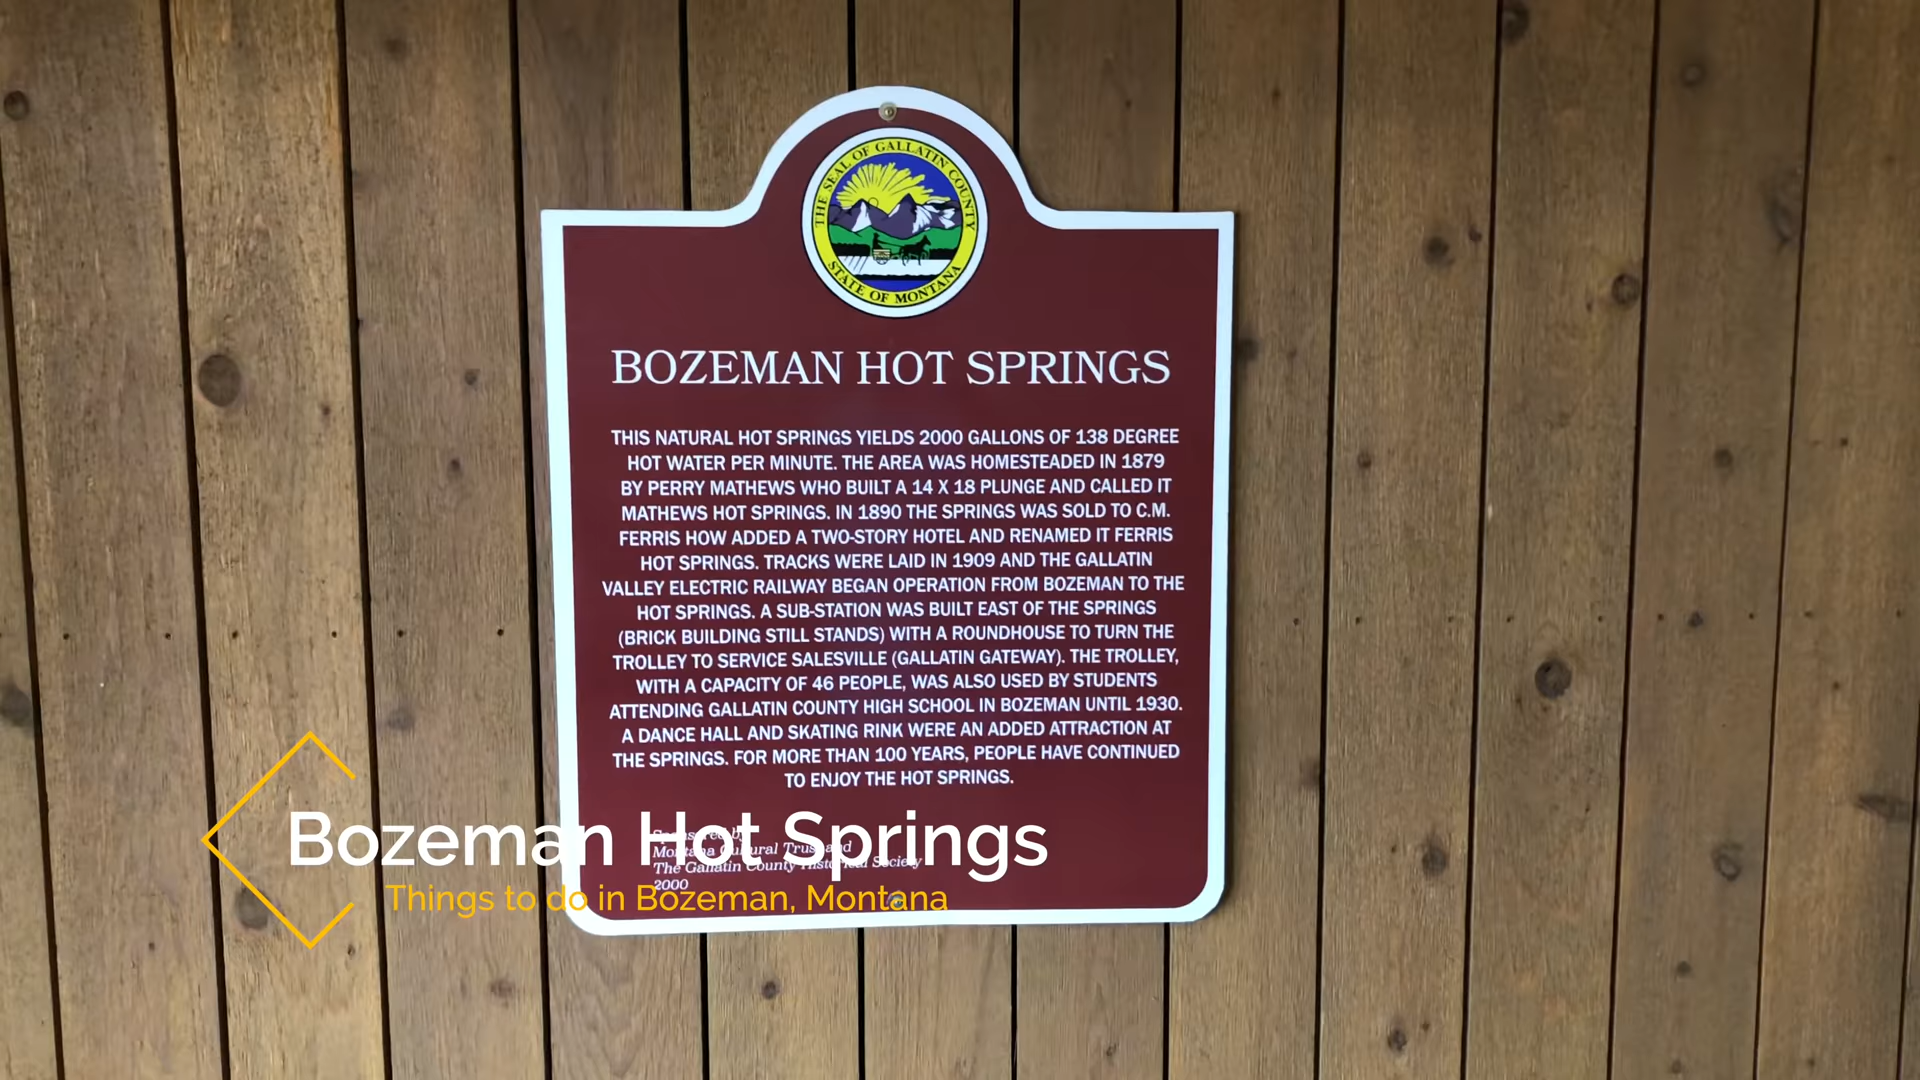 THE SEAL OF GALLATIN COUNTY
STATE OF MONTANA
BOZEMAN HOT SPRINGS
THIS NATURAL HOT SPRINGS YIELDS 2000 GALLONS OF 138 DEGREE
HOT WATER PER MINUTE. THE AREA WAS HOMESTEADED IN 1879
BY PERRY MATHEWS WHO BUILT A 14 X 18 PLUNGE AND CALLED IT
MATHEWS HOT SPRINGS. IN 1890 THE SPRINGS WAS SOLD TO C.M.
FERRIS HOW ADDED A TWO-STORY HOTEL AND RENAMED IT FERRIS
HOT SPRINGS. TRACKS WERE LAID IN 1909 AND THE GALLATIN
VALLEY ELECTRIC RAILWAY BEGAN OPERATION FROM BOZEMAN TO THE
HOT SPRINGS. A SUB-STATION WAS BUILT EAST OF THE SPRINGS
(BRICK BUILDING STILL STANDS) WITH A ROUNDHOUSE TO TURN THE
TROLLEY TO SERVICE SALESVILLE (GALLATIN GATEWAY). THE TROLLEY,
WITH A CAPACITY OF 46 PEOPLE, WAS ALSO USED BY STUDENTS
ATTENDING GALLATIN COUNTY HIGH SCHOOL IN BOZEMAN UNTIL 1930.
A DANCE HALL AND SKATING RINK WERE AN ADDED ATTRACTION AT
THE SPRINGS. FOR MORE THAN 100 YEARS, PEOPLE HAVE CONTINUED
TO ENJOY THE HOT SPRINGS.
Sponsored by
Montana Cultural Trust and
The Gallatin County Historical Society
2000
Bozeman Hot Springs
Things to do in Bozeman, Montana